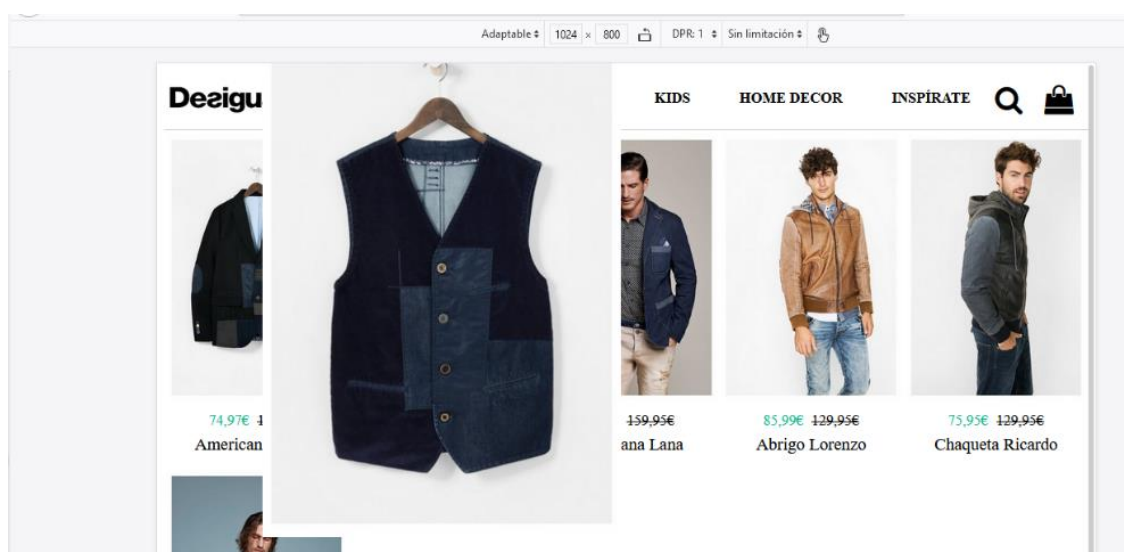 Adaptable 1024 × 800 DPR: 1 Sin limitación
Desigu KIDS HOME DECOR INSPÍRATE
74,97€ 1 159,95€ 85,99€ 129,95€ 75,95€ 129,95€
American ana Lana Abrigo Lorenzo Chaqueta Ricardo